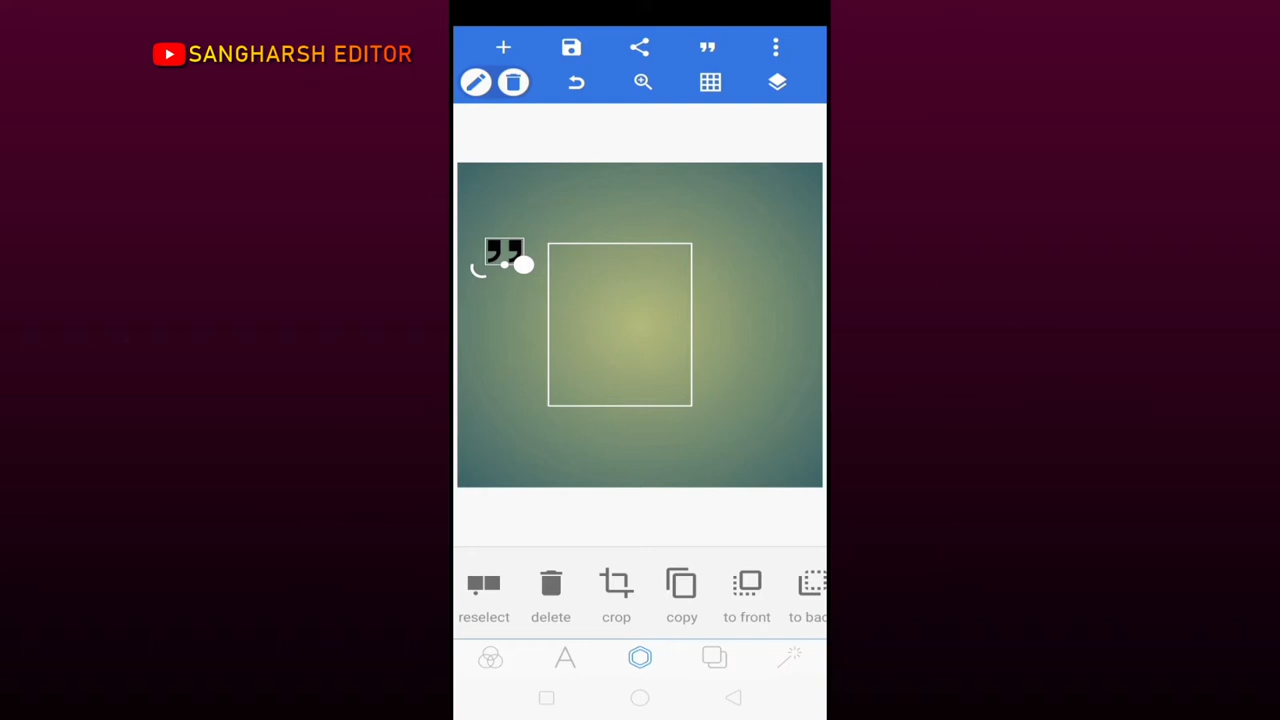 SANGHARSH EDITOR
reselect
delete
crop
copy
to front
to bac